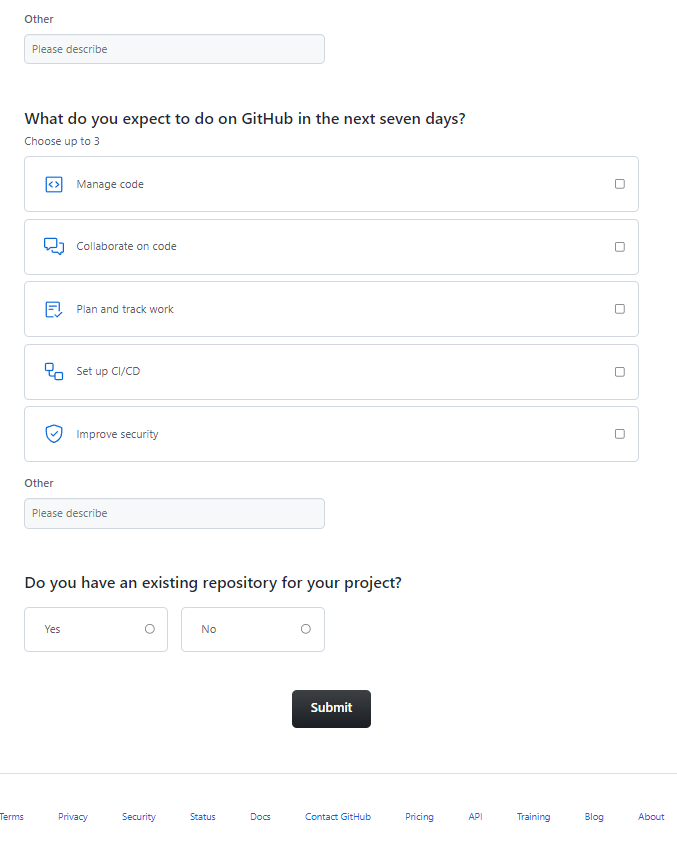 Other
Please describe
What do you expect to do on GitHub in the next seven days?
Choose up to 3
Manage code
Collaborate on code
Plan and track work
Set up CI/CD
Improve security
Other
Please describe
Do you have an existing repository for your project?
Yes No
Submit
Terms Privacy Security Status Docs Contact GitHub Pricing API Training Blog About